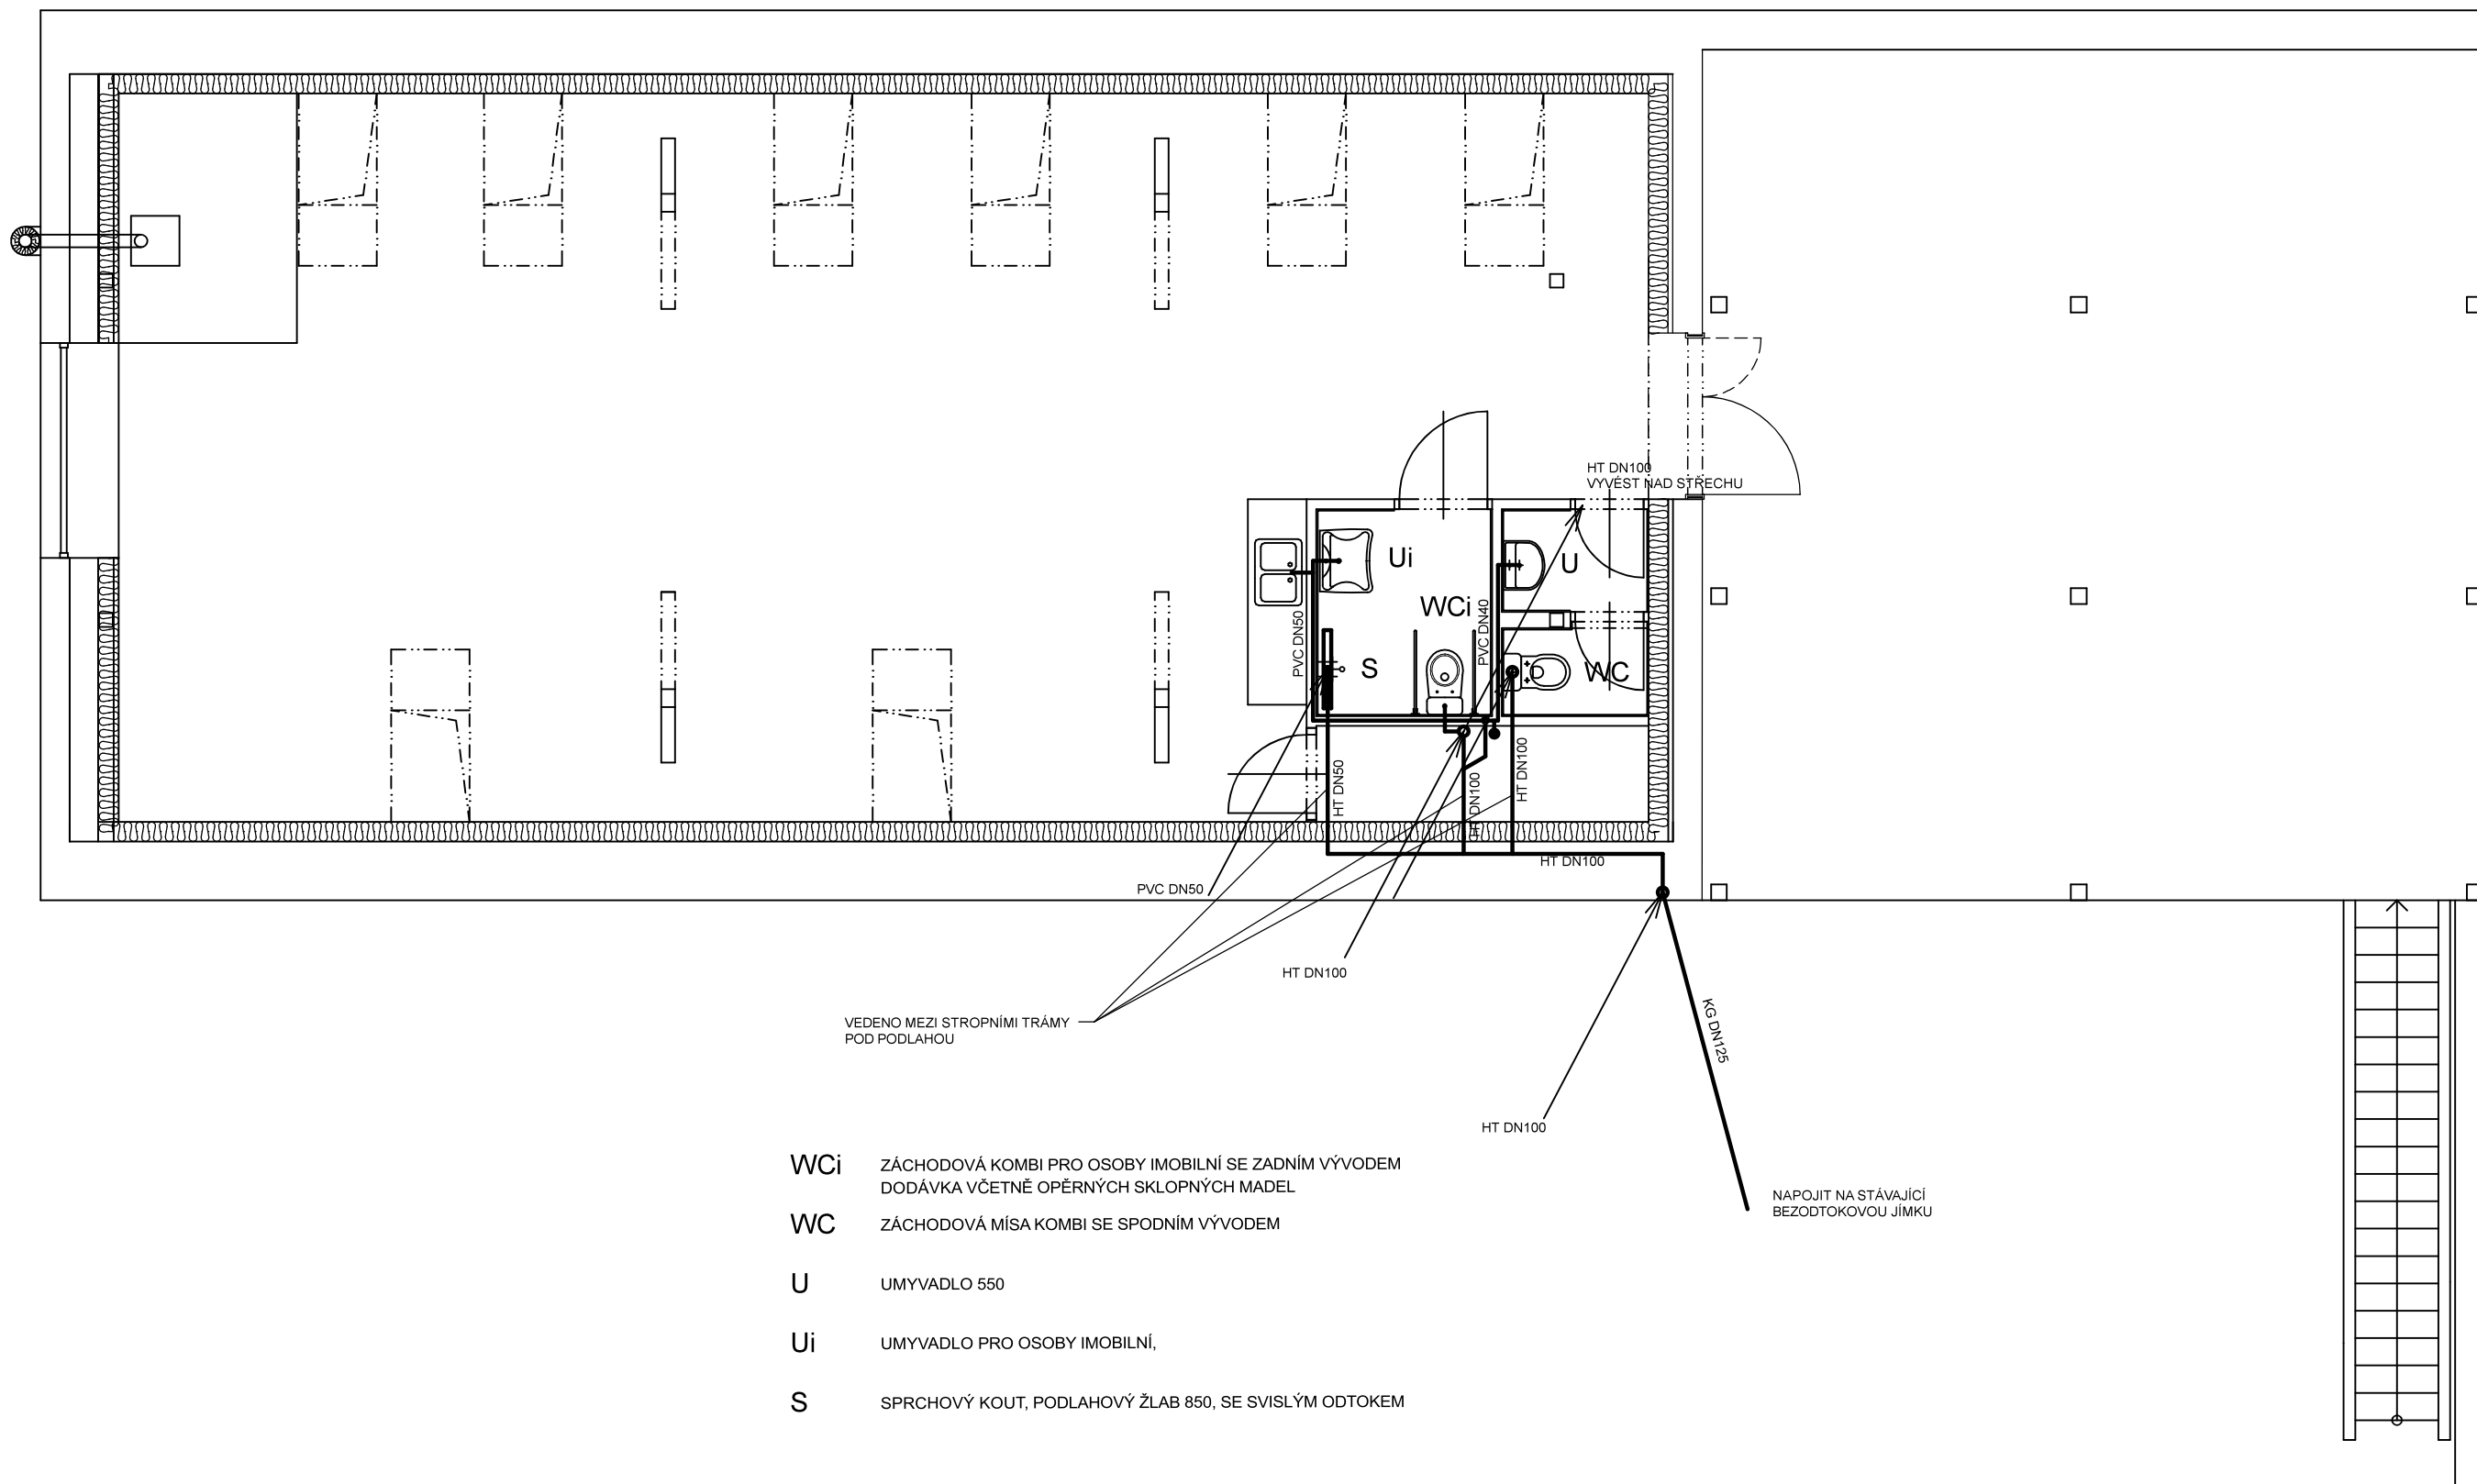 HT DN100
VYVÉST NAD STŘECHU
Ui
U
WCi
PVC DN50
PVC DN40
S
WC
HT DN50
HT DN100
HT DN100
HT DN100
PVC DN50
HT DN100
VEDENO MEZI STROPNÍMI TRÁMY
POD PODLAHOU
KG DN125
HT DN100
WCi ZÁCHODOVÁ KOMBI PRO OSOBY IMOBILNÍ SE ZADNÍM VÝVODEM
DODÁVKA VČETNĚ OPĚRNÝCH SKLOPNÝCH MADEL
NAPOJIT NA STÁVAJÍCÍ
BEZODTOKOVOU JÍMKU
WC ZÁCHODOVÁ MÍSA KOMBI SE SPODNÍM VÝVODEM
U UMYVADLO 550
Ui UMYVADLO PRO OSOBY IMOBILNÍ,
S SPRCHOVÝ KOUT, PODLAHOVÝ ŽLAB 850, SE SVISLÝM ODTOKEM